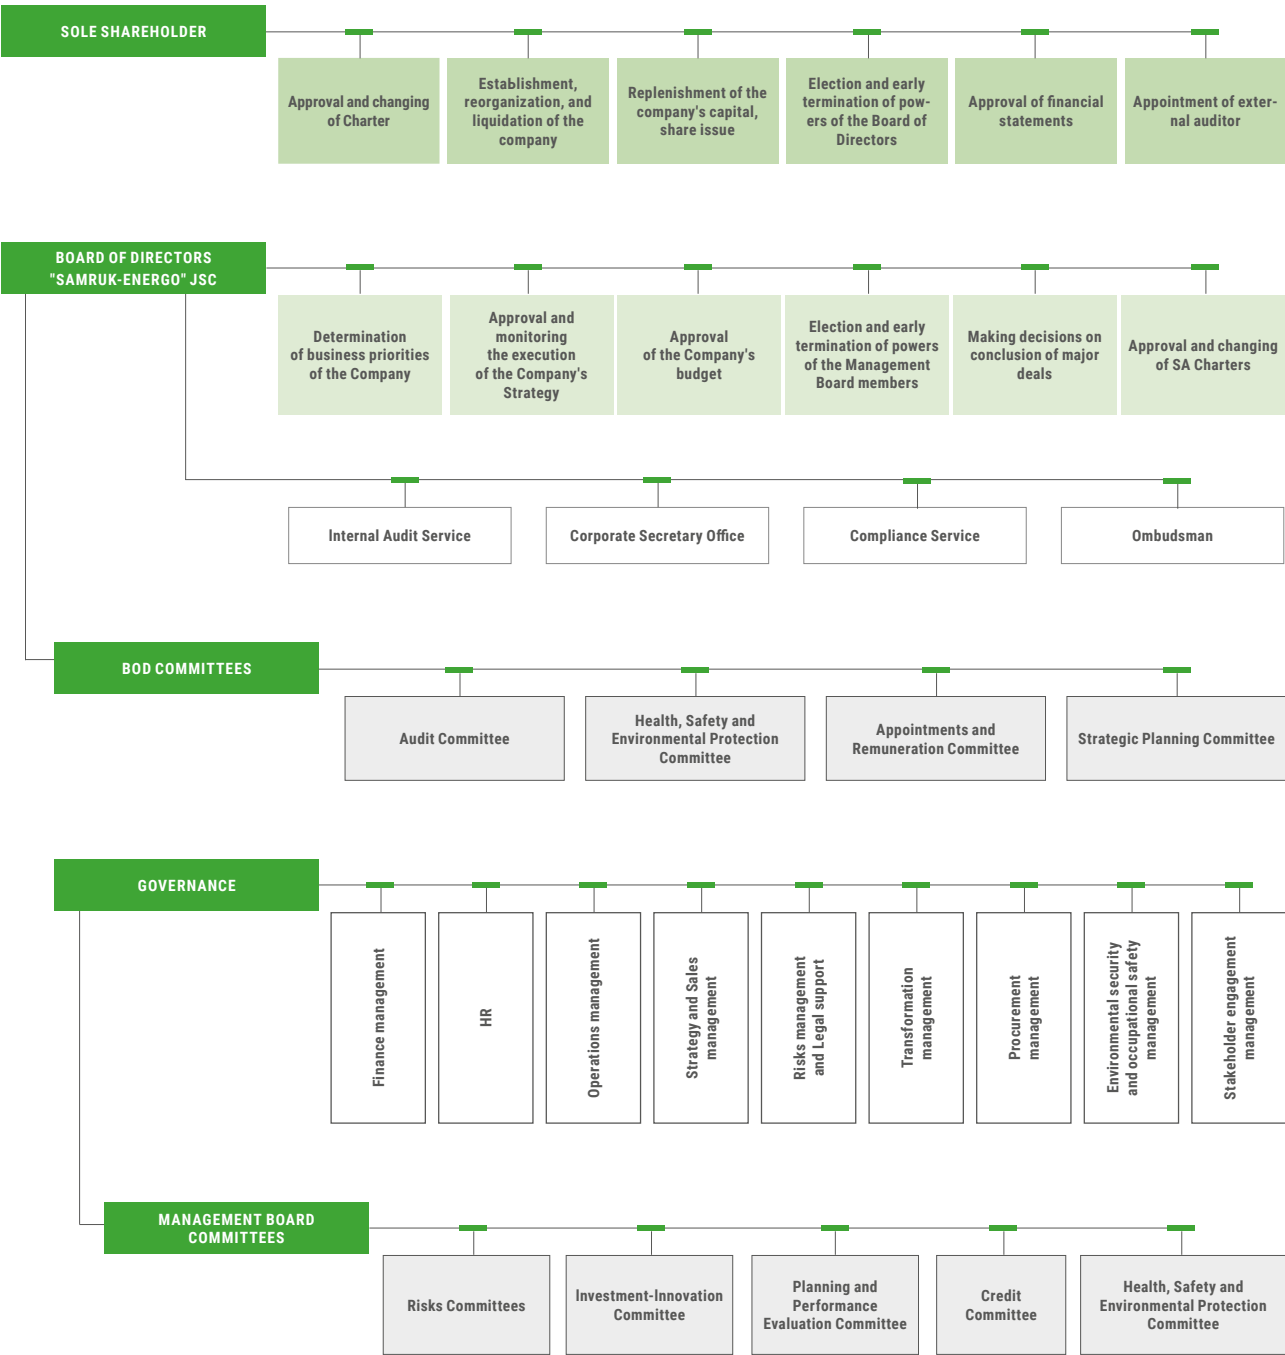 SOLE SHAREHOLDER
Approval and changing
of Charter
Establishment,
reorganization, and
liquidation of the
company
Replenishment of the
company's capital,
share issue
Election and early
termination of pow-
ers of the Board of
Directors
Approval of financial
statements
Appointment of exter-
nal auditor
BOARD OF DIRECTORS
"SAMRUK-ENERGO" JSC
Determination
of business priorities
of the Company
Approval and
monitoring
the execution
of the Company's
Strategy
Approval
of the Company's
budget
Election and early
termination of powers
of the Management
Board members
Making decisions on
conclusion of major
deals
Approval and changing
of SA Charters
Internal Audit Service
Corporate Secretary Office
Compliance Service
Ombudsman
BOD COMMITTEES
Audit Committee
Health, Safety and
Environmental Protection
Committee
Appointments and
Remuneration Committee
Strategic Planning Committee
GOVERNANCE
Finance management
HR
Operations management
Strategy and Sales
management
Risks management
and Legal support
Transformation
management
Procurement
management
Environmental security
and occupational safety
management
Stakeholder engagement
management
MANAGEMENT BOARD
COMMITTEES
Risks Committees
Investment-Innovation
Committee
Planning and
Performance
Evaluation Committee
Credit
Committee
Health, Safety and
Environmental Protection
Committee